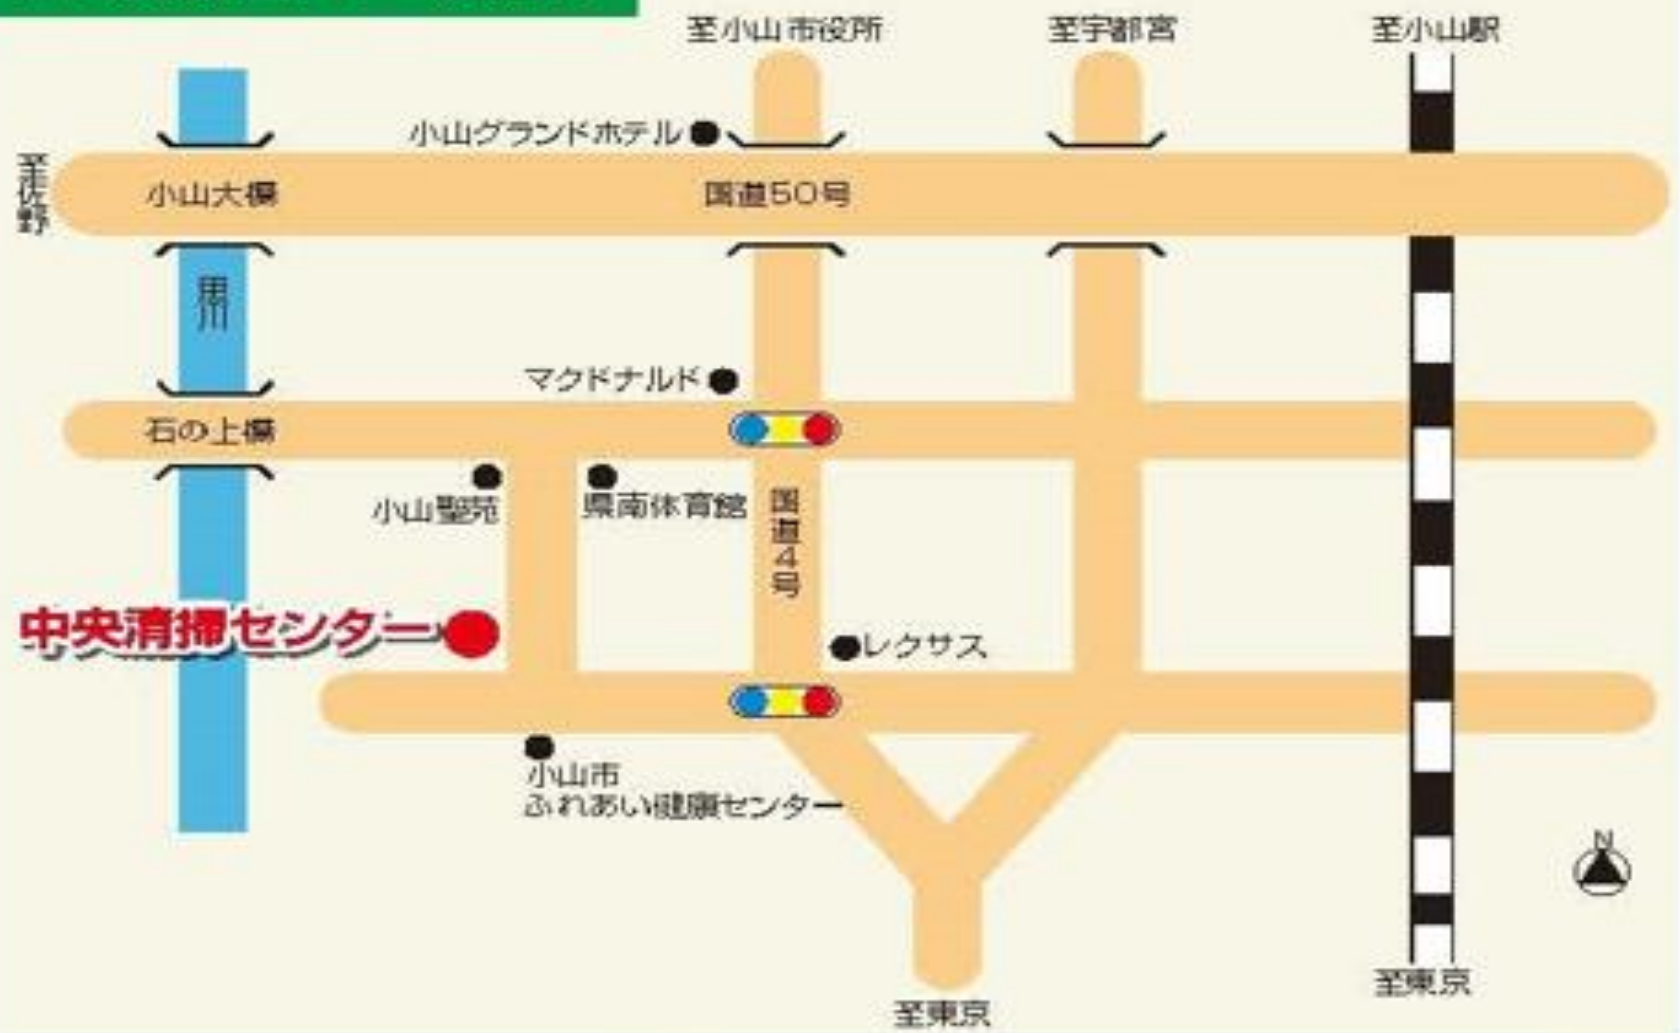 至小山市役所
至宇都宮
至小山駅
小山グランドホテル
至佐野
小山大橋
国道50号
思川
マクドナルド
石の上橋
小山聖苑
県南体育館
国道4号
中央清掃センター
レクサス
小山市
ふれあい健康センター
N
至東京
至東京